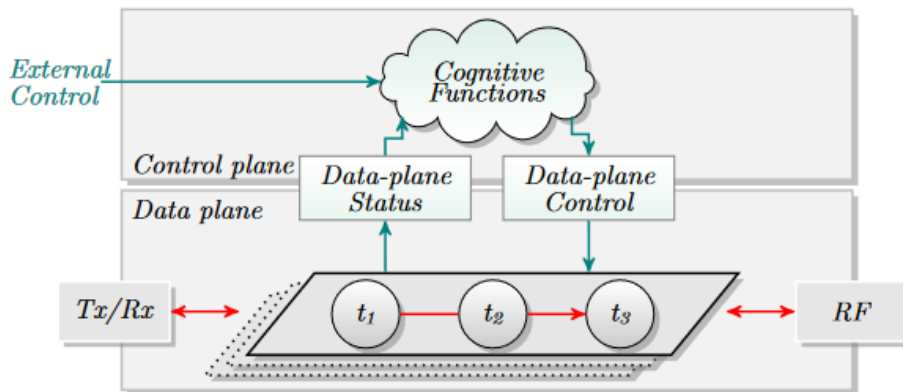 External
Control
Cognitive
Functions
Control plane
Data-plane
Status
Data-plane
Control
Data plane
Tx/Rx
t1
t2
t3
RF